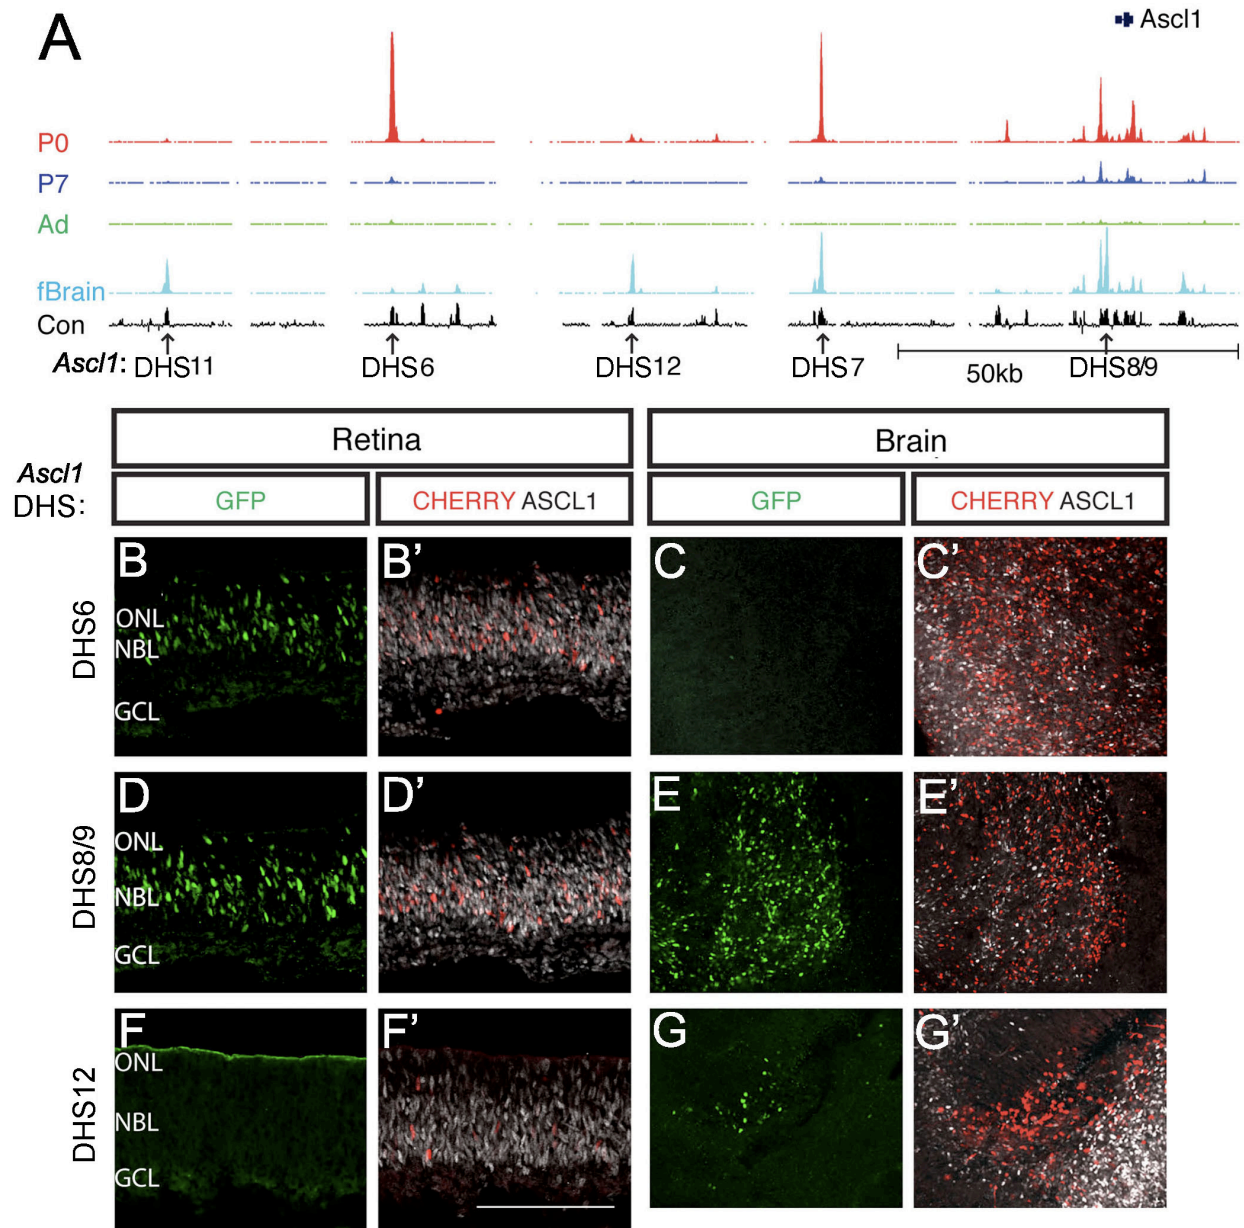 A
Ascl1
P0
P7
Ad
fBrain
Con
Ascl1: DHS11 DHS6 DHS12 DHS7 50kb DHS8/9
Retina Brain
Ascl1
DHS: GFP CHERRY ASCL1 GFP CHERRY ASCL1
DHS6
B ONL NBL GCL
B'
C
C'
DHS8/9
D ONL NBL GCL
D'
E
E'
DHS12
F ONL NBL GCL
F'
G
G'